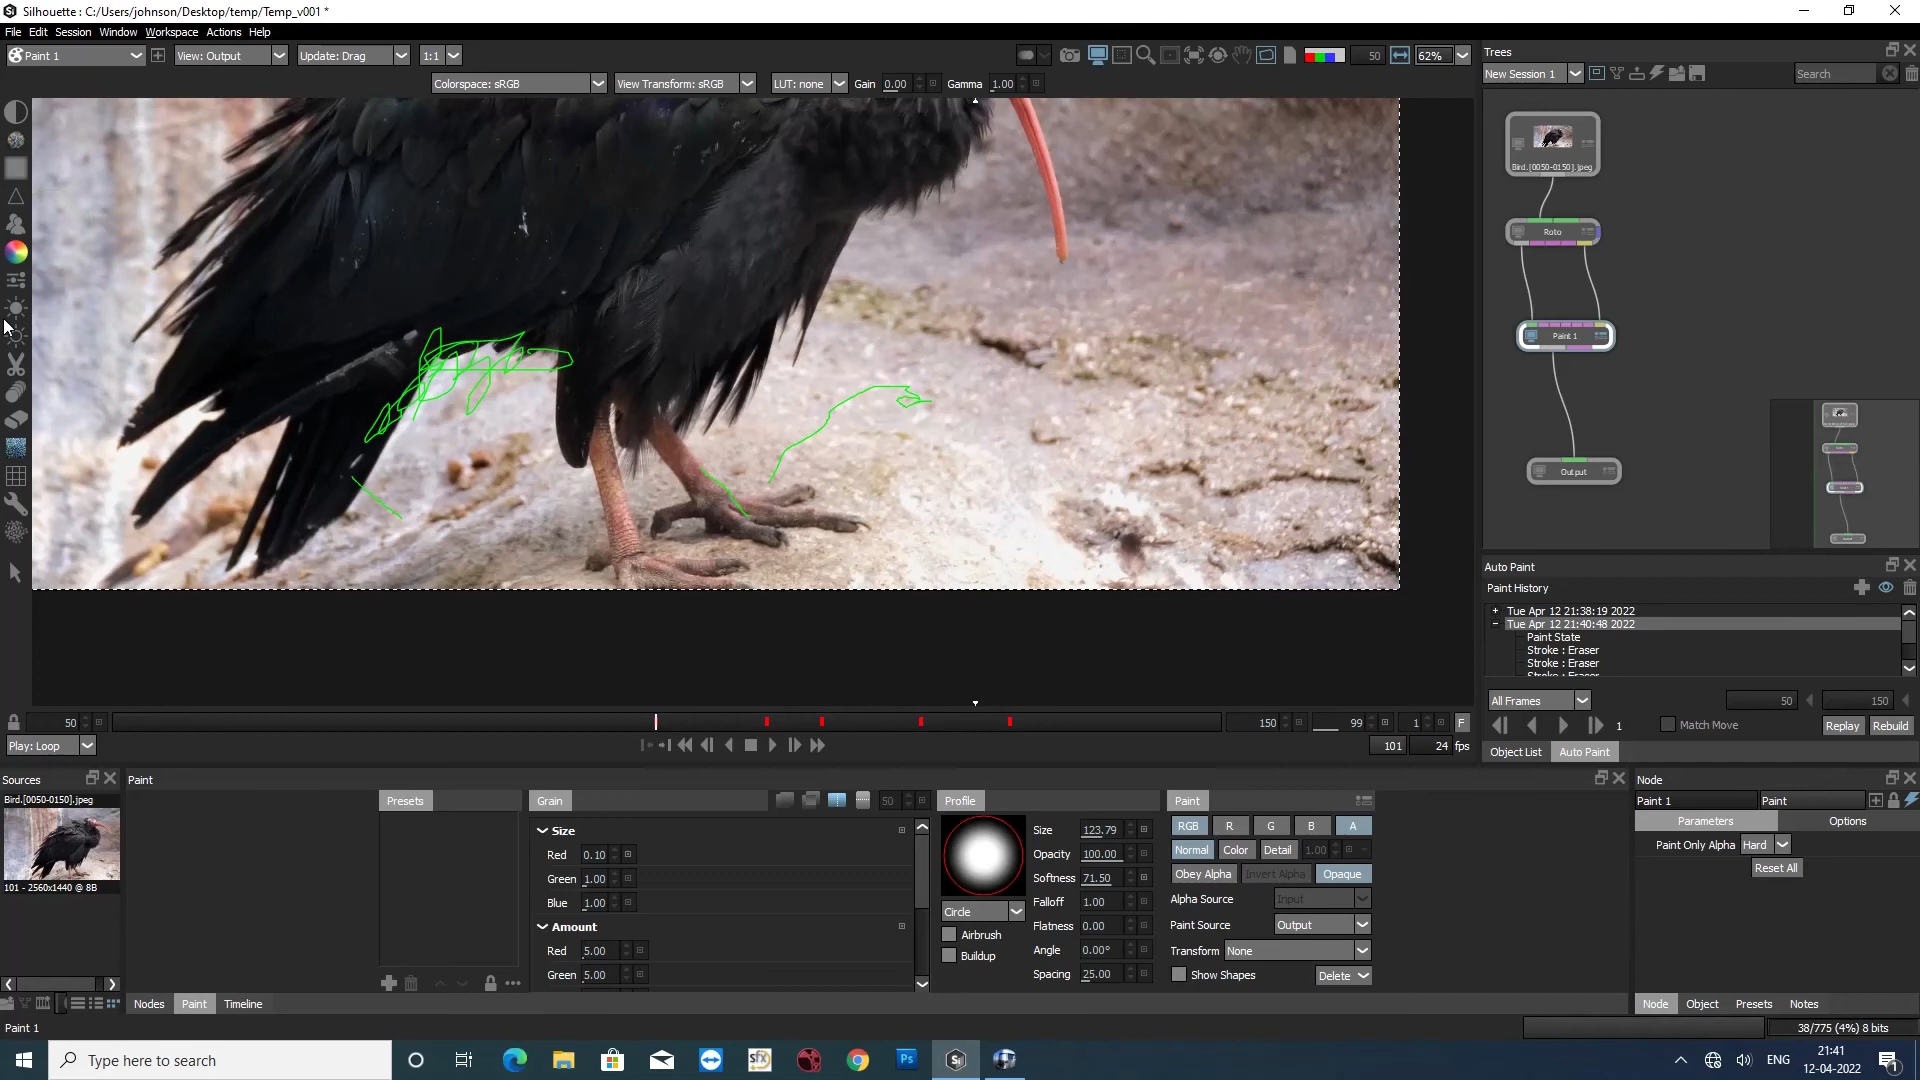 Silhouette : C:/Users/johnson/Desktop/temp/Temp_v001 *
File Edit Session Window Workspace Actions Help
Paint 1 View: Output Update: Drag 1:1 50 62%
Colorspace: sRGB View Transform: sRGB LUT: none Gain 0.00 Gamma 1.00
Trees
New Session 1 Search
Bird.[0050-0150].jpeg
Roto
Paint 1
Output
Auto Paint
Paint History
Tue Apr 12 21:38:19 2022
Tue Apr 12 21:40:48 2022
Paint State
Stroke : Eraser
Stroke : Eraser
Stroke : Eraser
All Frames 50 150
1 Match Move Replay Rebuild
Object List Auto Paint
50 150 99 1 F
Play: Loop 101 24 fps
Sources
Bird.[0050-0150].jpeg
101 - 2560x1440 @ 8B
Paint
Presets
Grain 50
Size
Red 0.10
Green 1.00
Blue 1.00
Amount
Red 5.00
Green 5.00
Profile
Circle
Airbrush
Buildup
Size 123.79
Opacity 100.00
Softness 71.50
Falloff 1.00
Flatness 0.00
Angle 0.00°
Spacing 25.00
Paint
RGB R G B A
Normal Color Detail 1.00
Obey Alpha Invert Alpha Opaque
Alpha Source Input
Paint Source Output
Transform None
Show Shapes Delete
Node
Paint 1 Paint
Parameters Options
Paint Only Alpha Hard
Reset All
Nodes Paint Timeline
Node Object Presets Notes
Paint 1
38/775 (4%) 8 bits
Type here to search
sfx
Ps
Si
ENG
21:41
12-04-2022
1